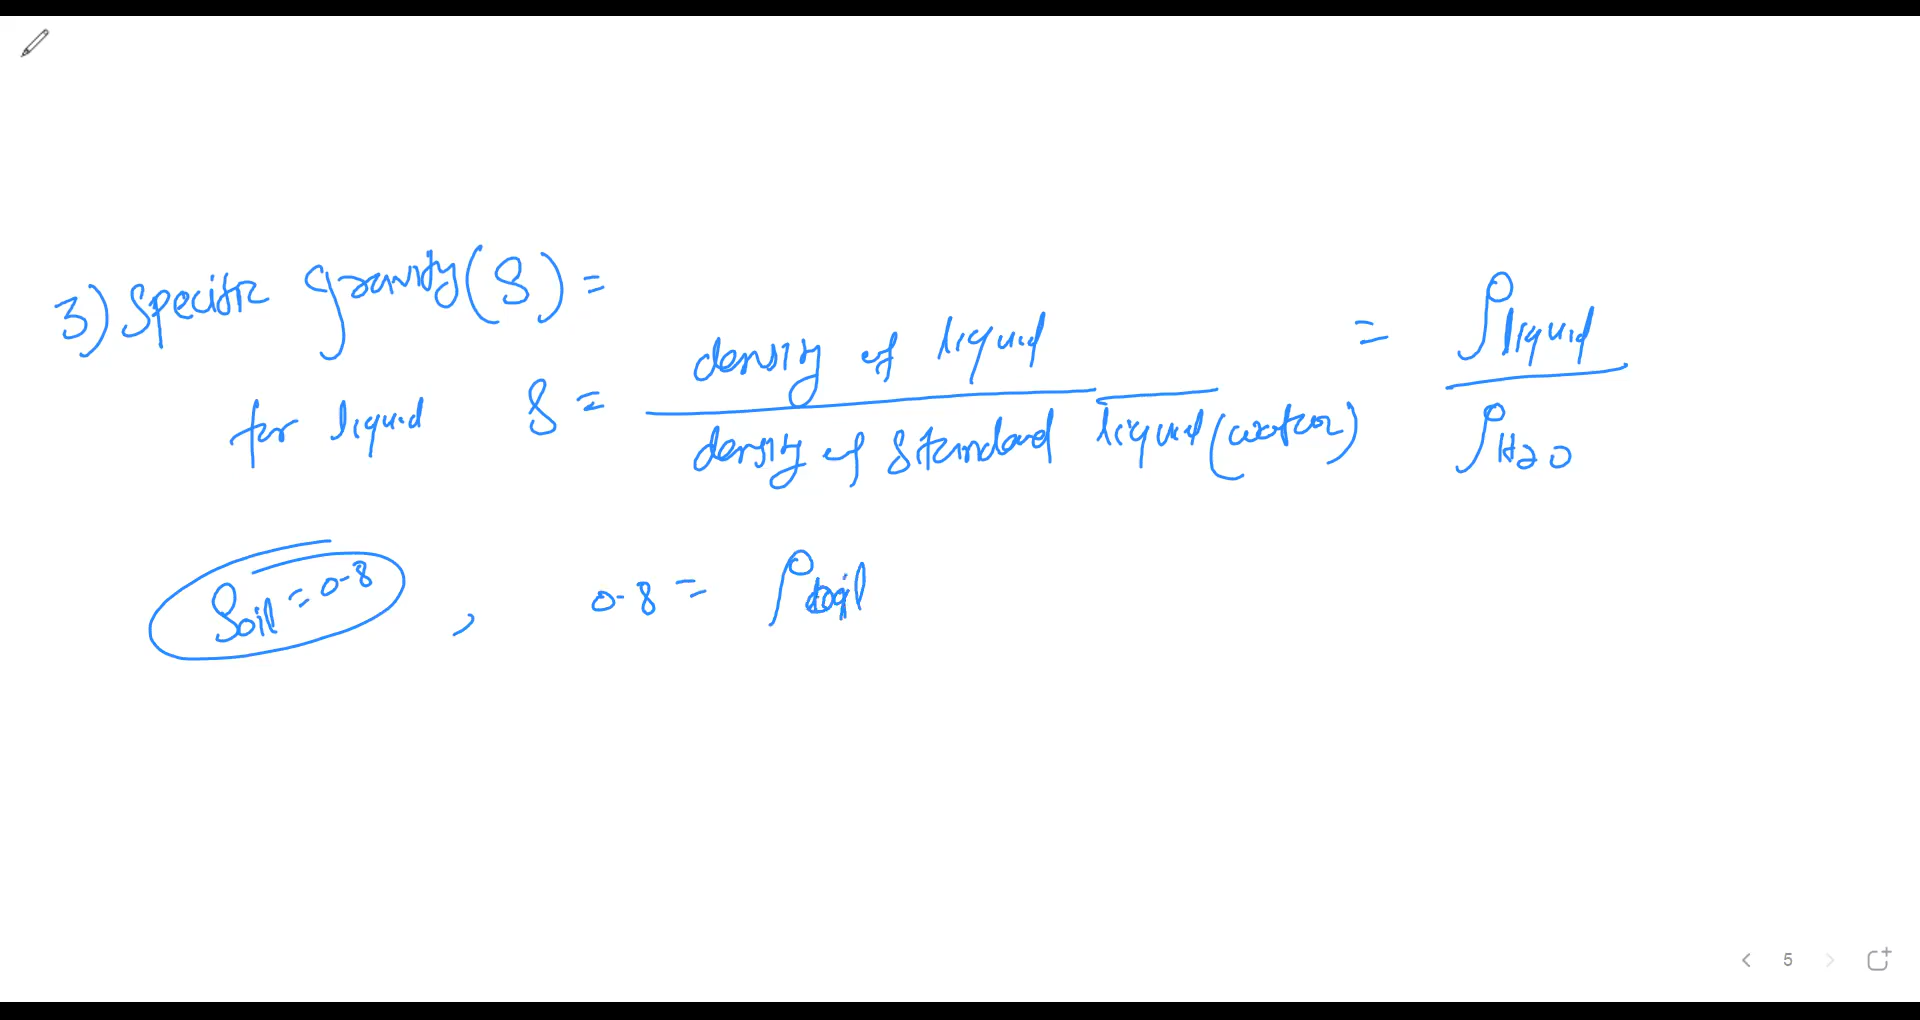 3) Specific gravity (S) =
for liquid S = density of liquid / density of standard liquid (water) = ρliquid / ρH2O
Soil = 0.8 , 0.8 = ρoil
5